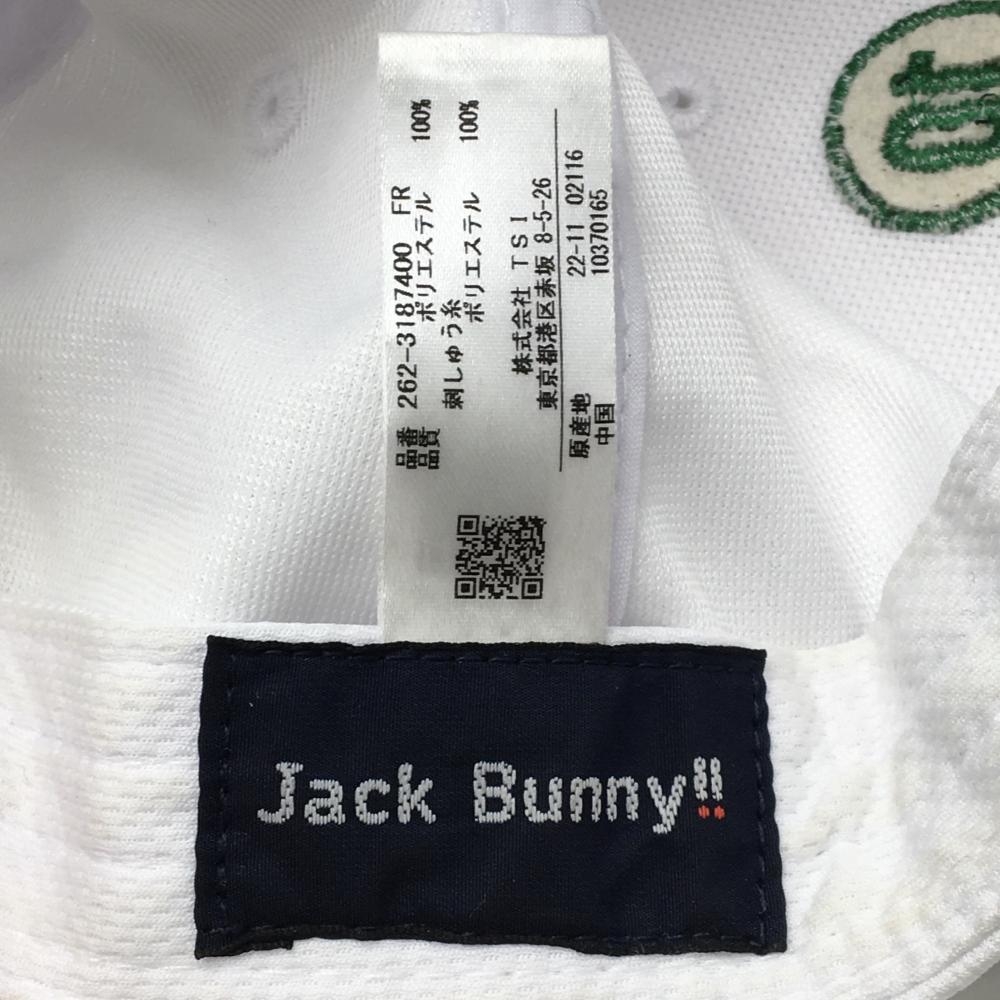 品番 262-3187400 FR
品質 ポリエステル 100%
刺しゅう糸
ポリエステル 100%
株式会社 TSI
東京都港区赤坂 8-5-26
原産地 22-11 02116
中国 10370165
Jack Bunny!!